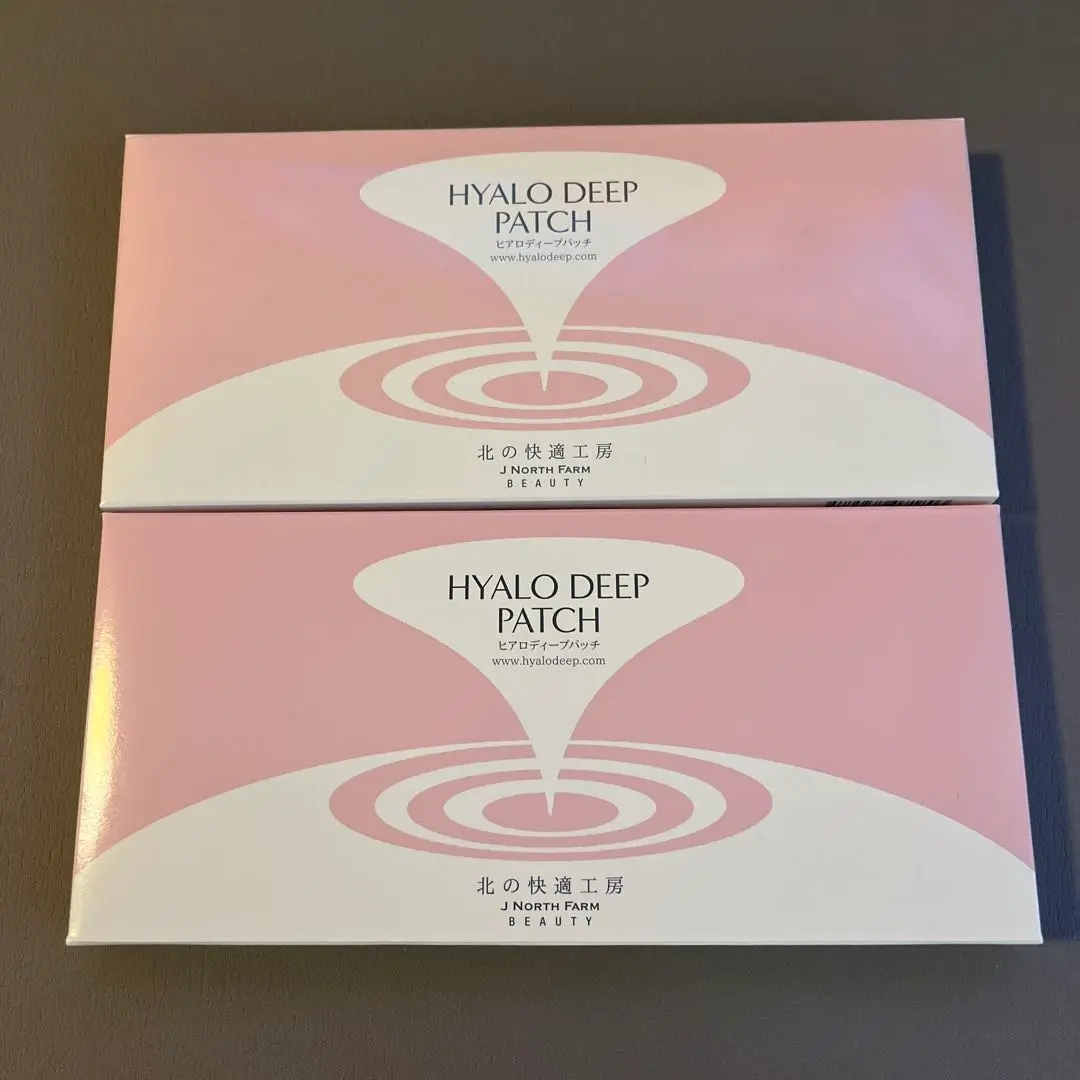 HYALO DEEP
PATCH
ヒアロディープパッチ
www.hyalodeep.com
北の快適工房
J NORTH FARM
BEAUTY
HYALO DEEP
PATCH
ヒアロディープパッチ
www.hyalodeep.com
北の快適工房
J NORTH FARM
BEAUTY